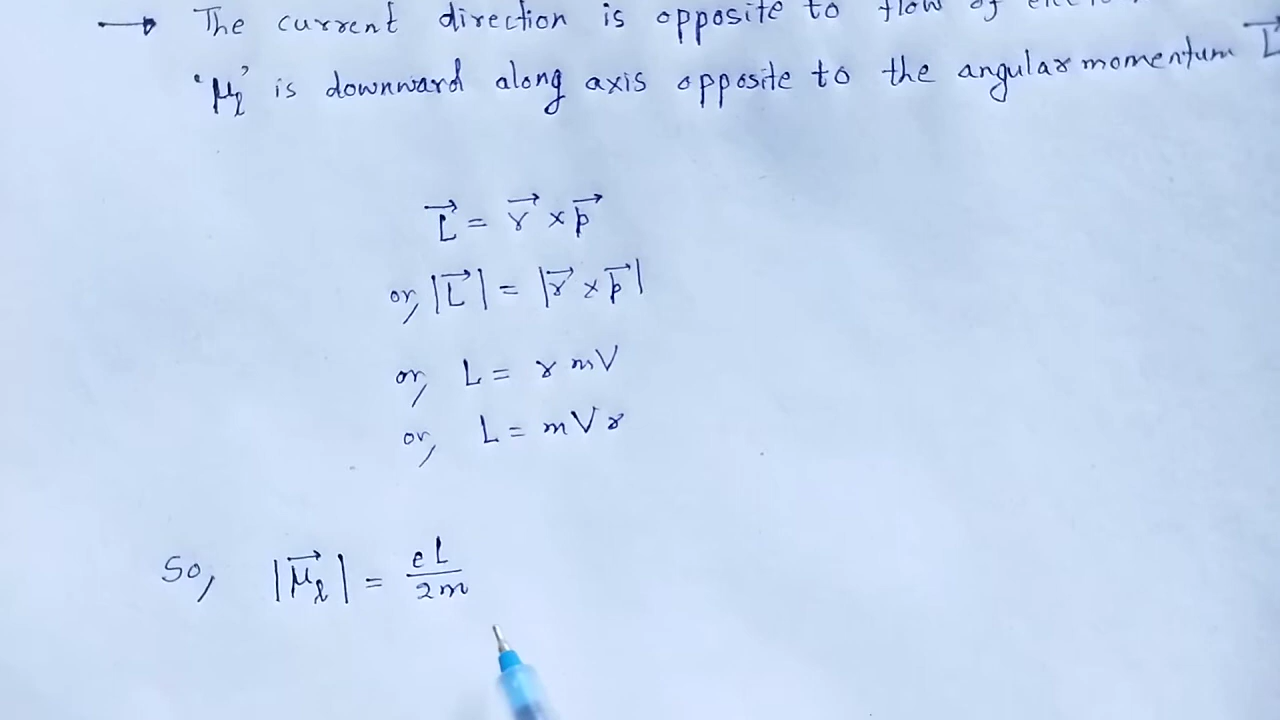 → The current direction is opposite to flow of
'μₗ' is downward along axis opposite to the angular momentum L⃗
L⃗ = r⃗ × p⃗
or, |L⃗| = |r⃗ × p⃗|
or, L = r mV
or, L = mVr
So, |μ⃗ₗ| = eL/2m